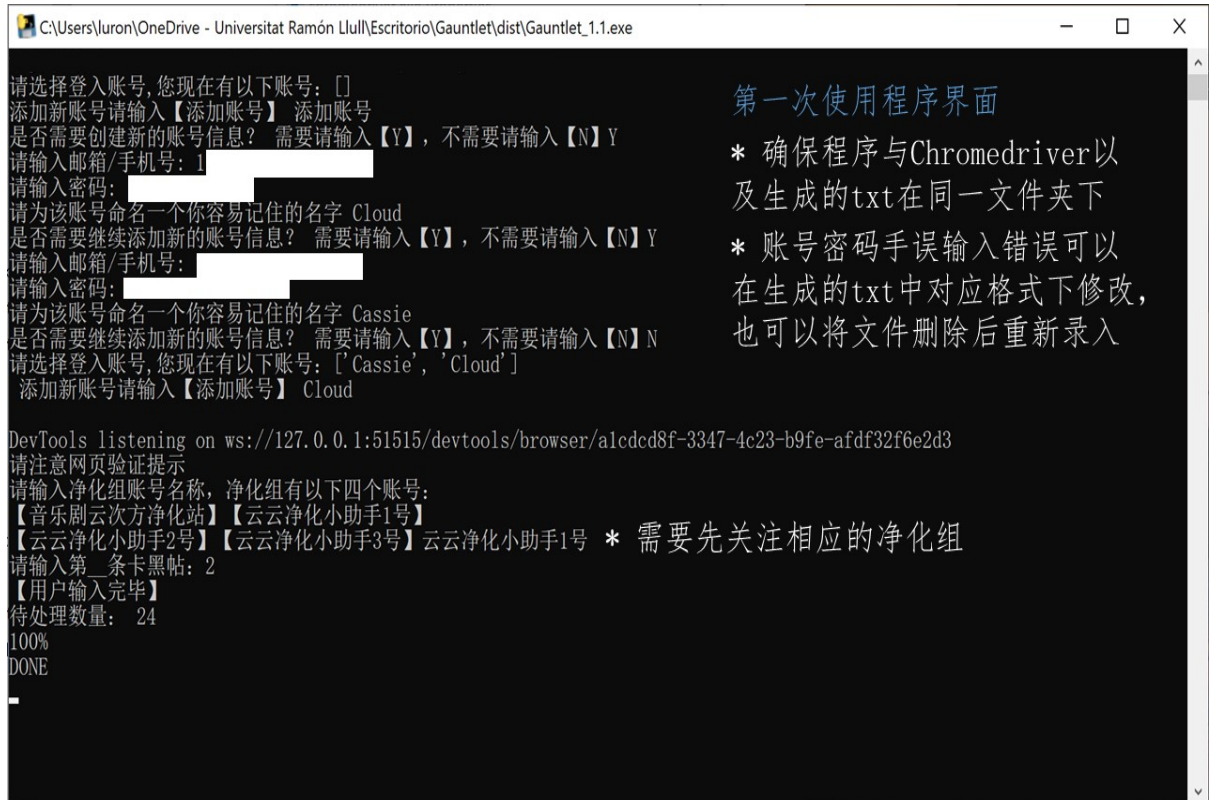 C:\Users\luron\OneDrive - Universitat Ramón Llull\Escritorio\Gauntlet\dist\Gauntlet_1.1.exe
请选择登入账号,您现在有以下账号: []
添加新账号请输入【添加账号】 添加账号
是否需要创建新的账号信息? 需要请输入【Y】, 不需要请输入【N】Y
请输入邮箱/手机号: 1
请输入密码:
请为该账号命名一个你容易记住的名字 Cloud
是否需要继续添加新的账号信息? 需要请输入【Y】, 不需要请输入【N】Y
请输入邮箱/手机号:
请输入密码:
请为该账号命名一个你容易记住的名字 Cassie
是否需要继续添加新的账号信息? 需要请输入【Y】, 不需要请输入【N】N
请选择登入账号,您现在有以下账号: ['Cassie', 'Cloud']
添加新账号请输入【添加账号】 Cloud
DevTools listening on ws://127.0.0.1:51515/devtools/browser/a1cdcd8f-3347-4c23-b9fe-afdf32f6e2d3
请注意网页验证提示
请输入净化组账号名称, 净化组有以下四个账号:
【音乐剧云次方净化站】【云云净化小助手1号】
【云云净化小助手2号】【云云净化小助手3号】云云净化小助手1号
请输入第__条卡黑帖: 2
【用户输入完毕】
待处理数量: 24
100%
DONE
第一次使用程序界面
* 确保程序与Chromedriver以
及生成的txt在同一文件夹下
* 账号密码手误输入错误可以
在生成的txt中对应格式下修改,
也可以将文件删除后重新录入
* 需要先关注相应的净化组